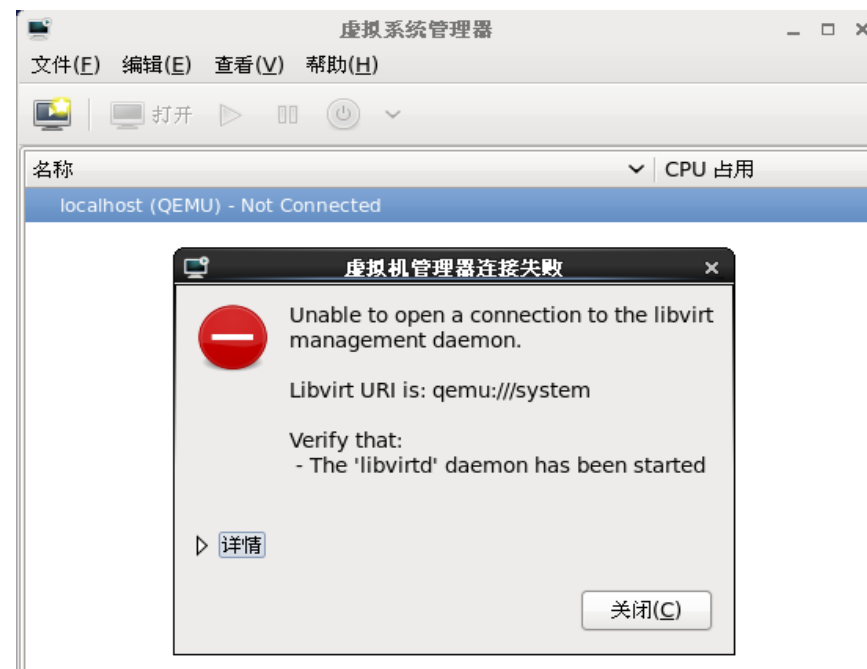 虚拟系统管理器
文件(F) 编辑(E) 查看(V) 帮助(H)
打开
名称 CPU 占用
localhost (QEMU) - Not Connected
虚拟机管理器连接失败
Unable to open a connection to the libvirt
management daemon.
Libvirt URI is: qemu:///system
Verify that:
- The 'libvirtd' daemon has been started
详情
关闭(C)